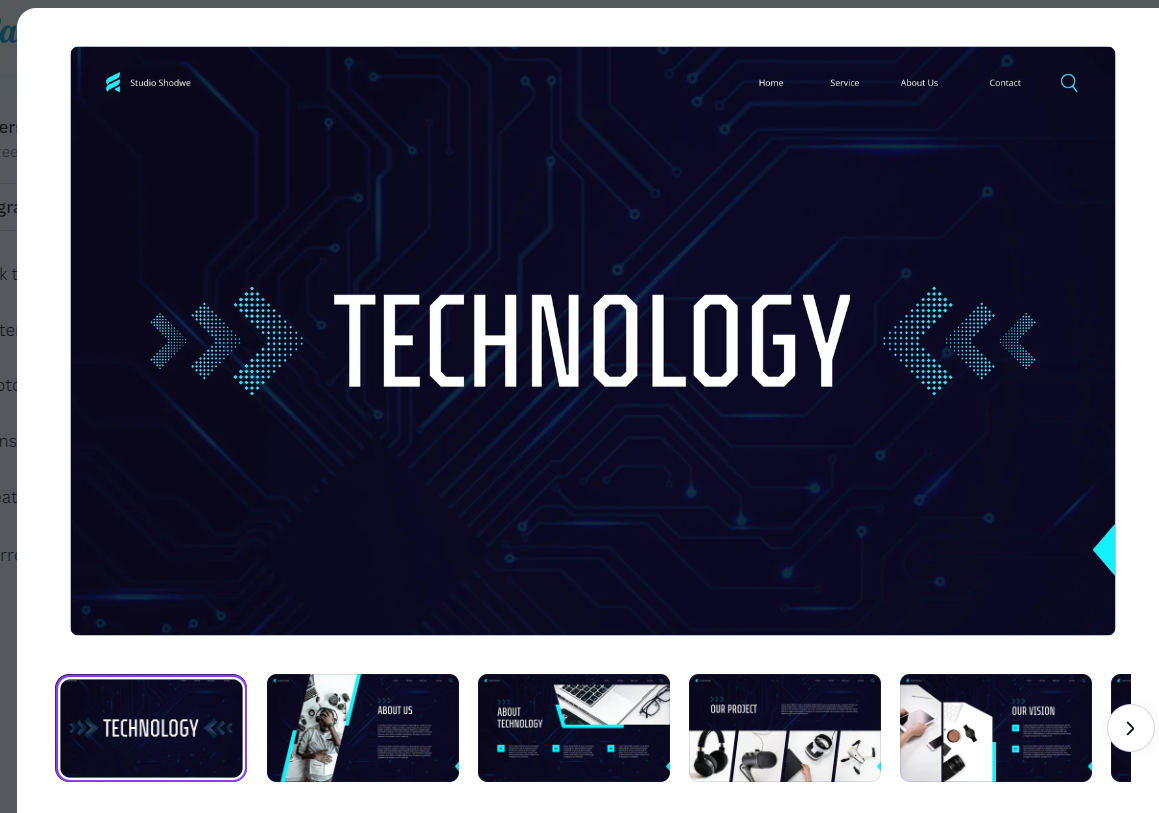 Studio Shodwe
Home
Service
About Us
Contact
TECHNOLOGY
TECHNOLOGY
ABOUT US
ABOUT
TECHNOLOGY
OUR PROJECT
OUR VISION